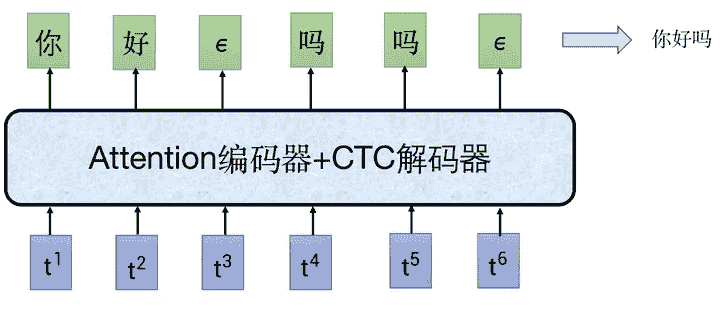 你 好 ϵ 吗 吗 ϵ 你好吗
Attention编码器+CTC解码器
t¹ t² t³ t⁴ t⁵ t⁶